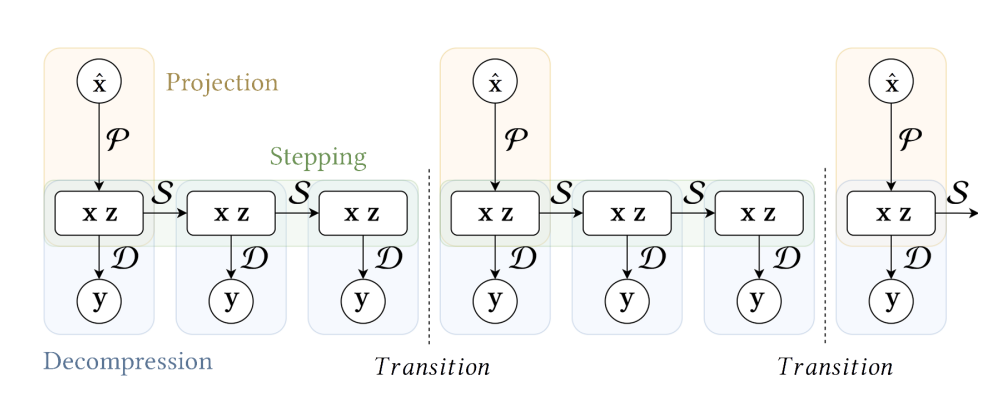 x̂ x̂ x̂
Projection
𝒫 𝒫 𝒫
Stepping
𝒮 𝒮 𝒮 𝒮 𝒮
x z x z x z x z x z x z x z
𝒟 𝒟 𝒟 𝒟 𝒟 𝒟 𝒟
y y y y y y y
Decompression
Transition Transition